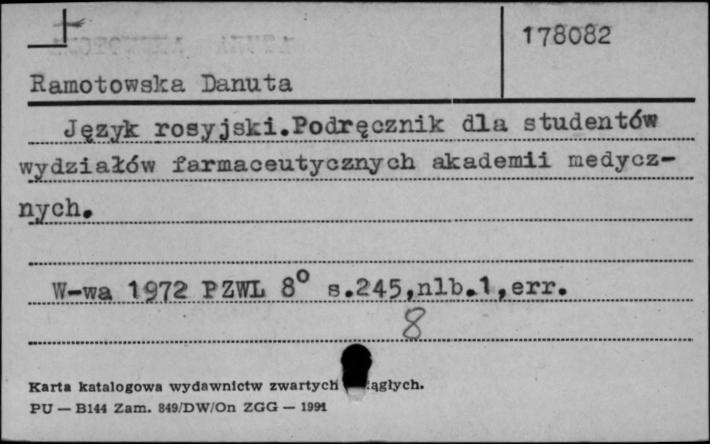 178082
Ramotowska Danuta
Język rosyjski.Podręcznik dla studentów
wydziałów farmaceutycznych akademii medycz-
nych.
W-wa 1972 PZWL 8° s.245,nlb.1,err.
8
Karta katalogowa wydawnictw zwartych ągłych.
PU — B144 Zam. 849/DW/On ZGG — 1991